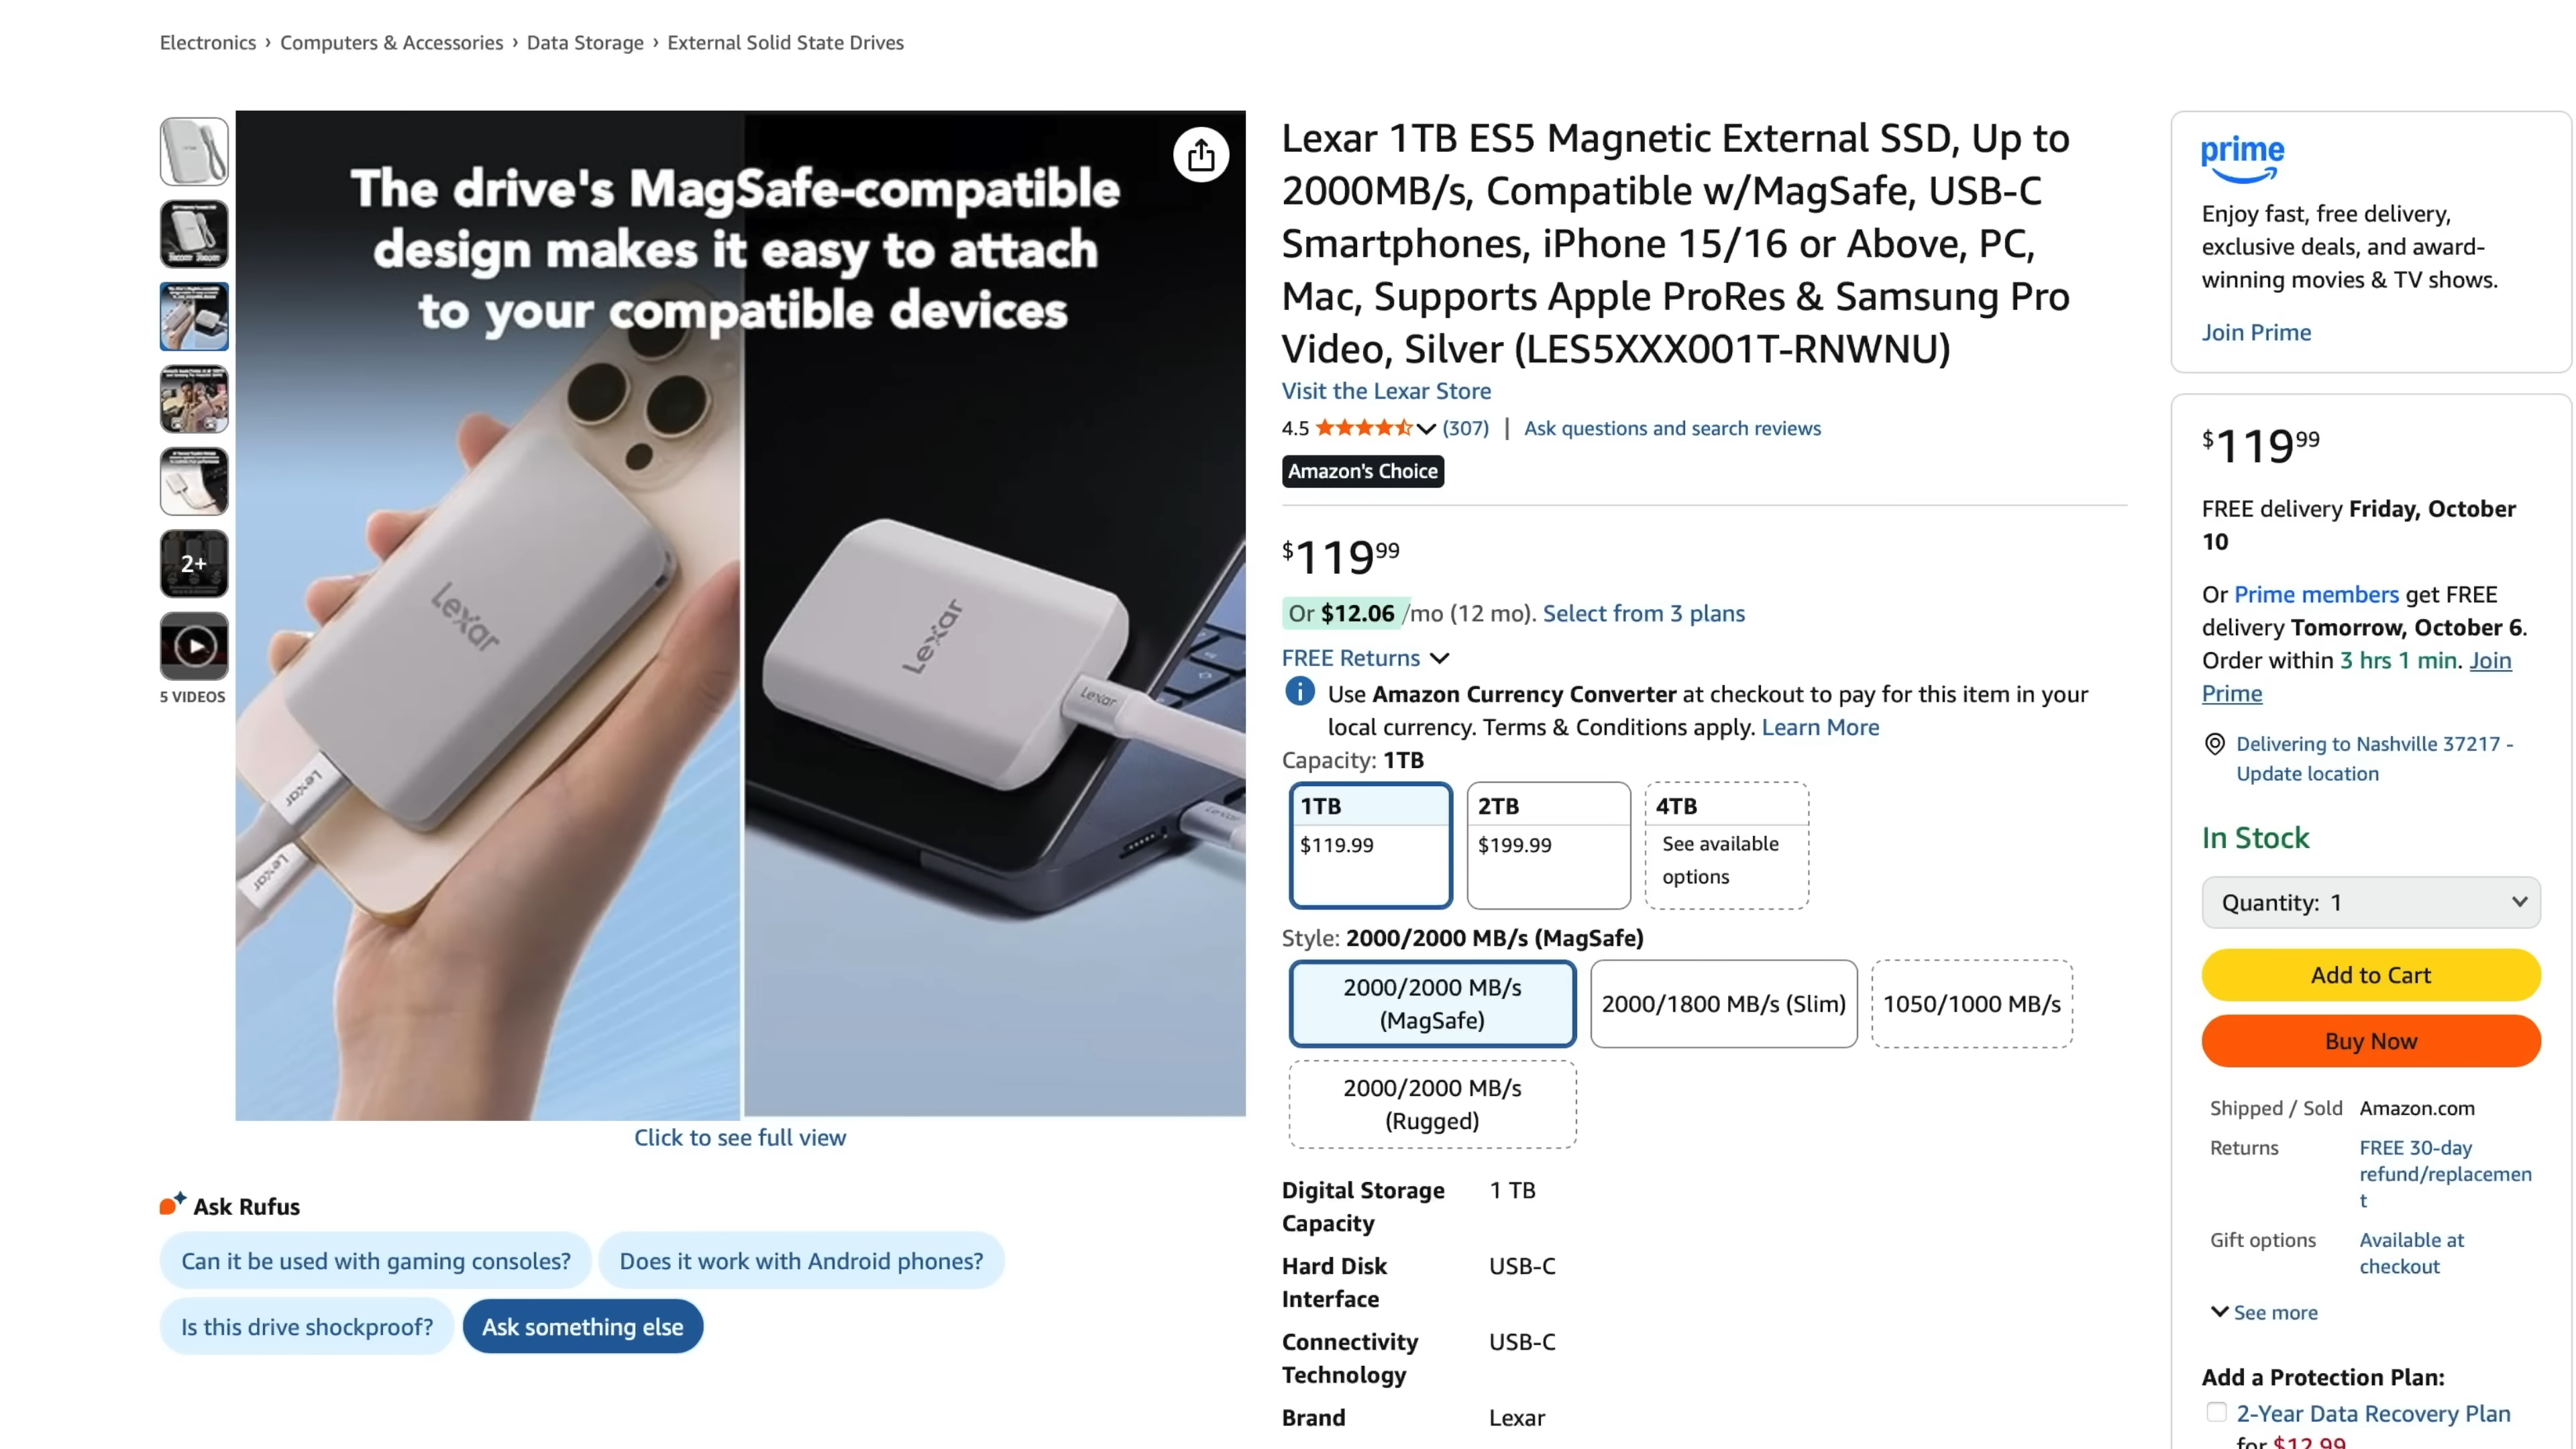 Electronics › Computers & Accessories › Data Storage › External Solid State Drives
2+
5 VIDEOS
The drive's MagSafe-compatible
design makes it easy to attach
to your compatible devices
Lexar
Lexar
Lexar
Lexar
Lexar
Click to see full view
Ask Rufus
Can it be used with gaming consoles?
Does it work with Android phones?
Is this drive shockproof?
Ask something else
Lexar 1TB ES5 Magnetic External SSD, Up to
2000MB/s, Compatible w/MagSafe, USB-C
Smartphones, iPhone 15/16 or Above, PC,
Mac, Supports Apple ProRes & Samsung Pro
Video, Silver (LES5XXX001T-RNWNU)
Visit the Lexar Store
4.5 (307) | Ask questions and search reviews
Amazon's Choice
$119.99
Or $12.06 /mo (12 mo). Select from 3 plans
FREE Returns
Use Amazon Currency Converter at checkout to pay for this item in your
local currency. Terms & Conditions apply. Learn More
Capacity: 1TB
1TB
$119.99
2TB
$199.99
4TB
See available
options
Style: 2000/2000 MB/s (MagSafe)
2000/2000 MB/s
(MagSafe)
2000/1800 MB/s (Slim)
1050/1000 MB/s
2000/2000 MB/s
(Rugged)
Digital Storage
Capacity
1 TB
Hard Disk
Interface
USB-C
Connectivity
Technology
USB-C
Brand
Lexar
prime
Enjoy fast, free delivery,
exclusive deals, and award-
winning movies & TV shows.
Join Prime
$119.99
FREE delivery Friday, October
10
Or Prime members get FREE
delivery Tomorrow, October 6.
Order within 3 hrs 1 min. Join
Prime
Delivering to Nashville 37217 -
Update location
In Stock
Quantity: 1
Add to Cart
Buy Now
Shipped / Sold
Amazon.com
Returns
FREE 30-day
refund/replacemen
t
Gift options
Available at
checkout
See more
Add a Protection Plan:
2-Year Data Recovery Plan
for $12.99